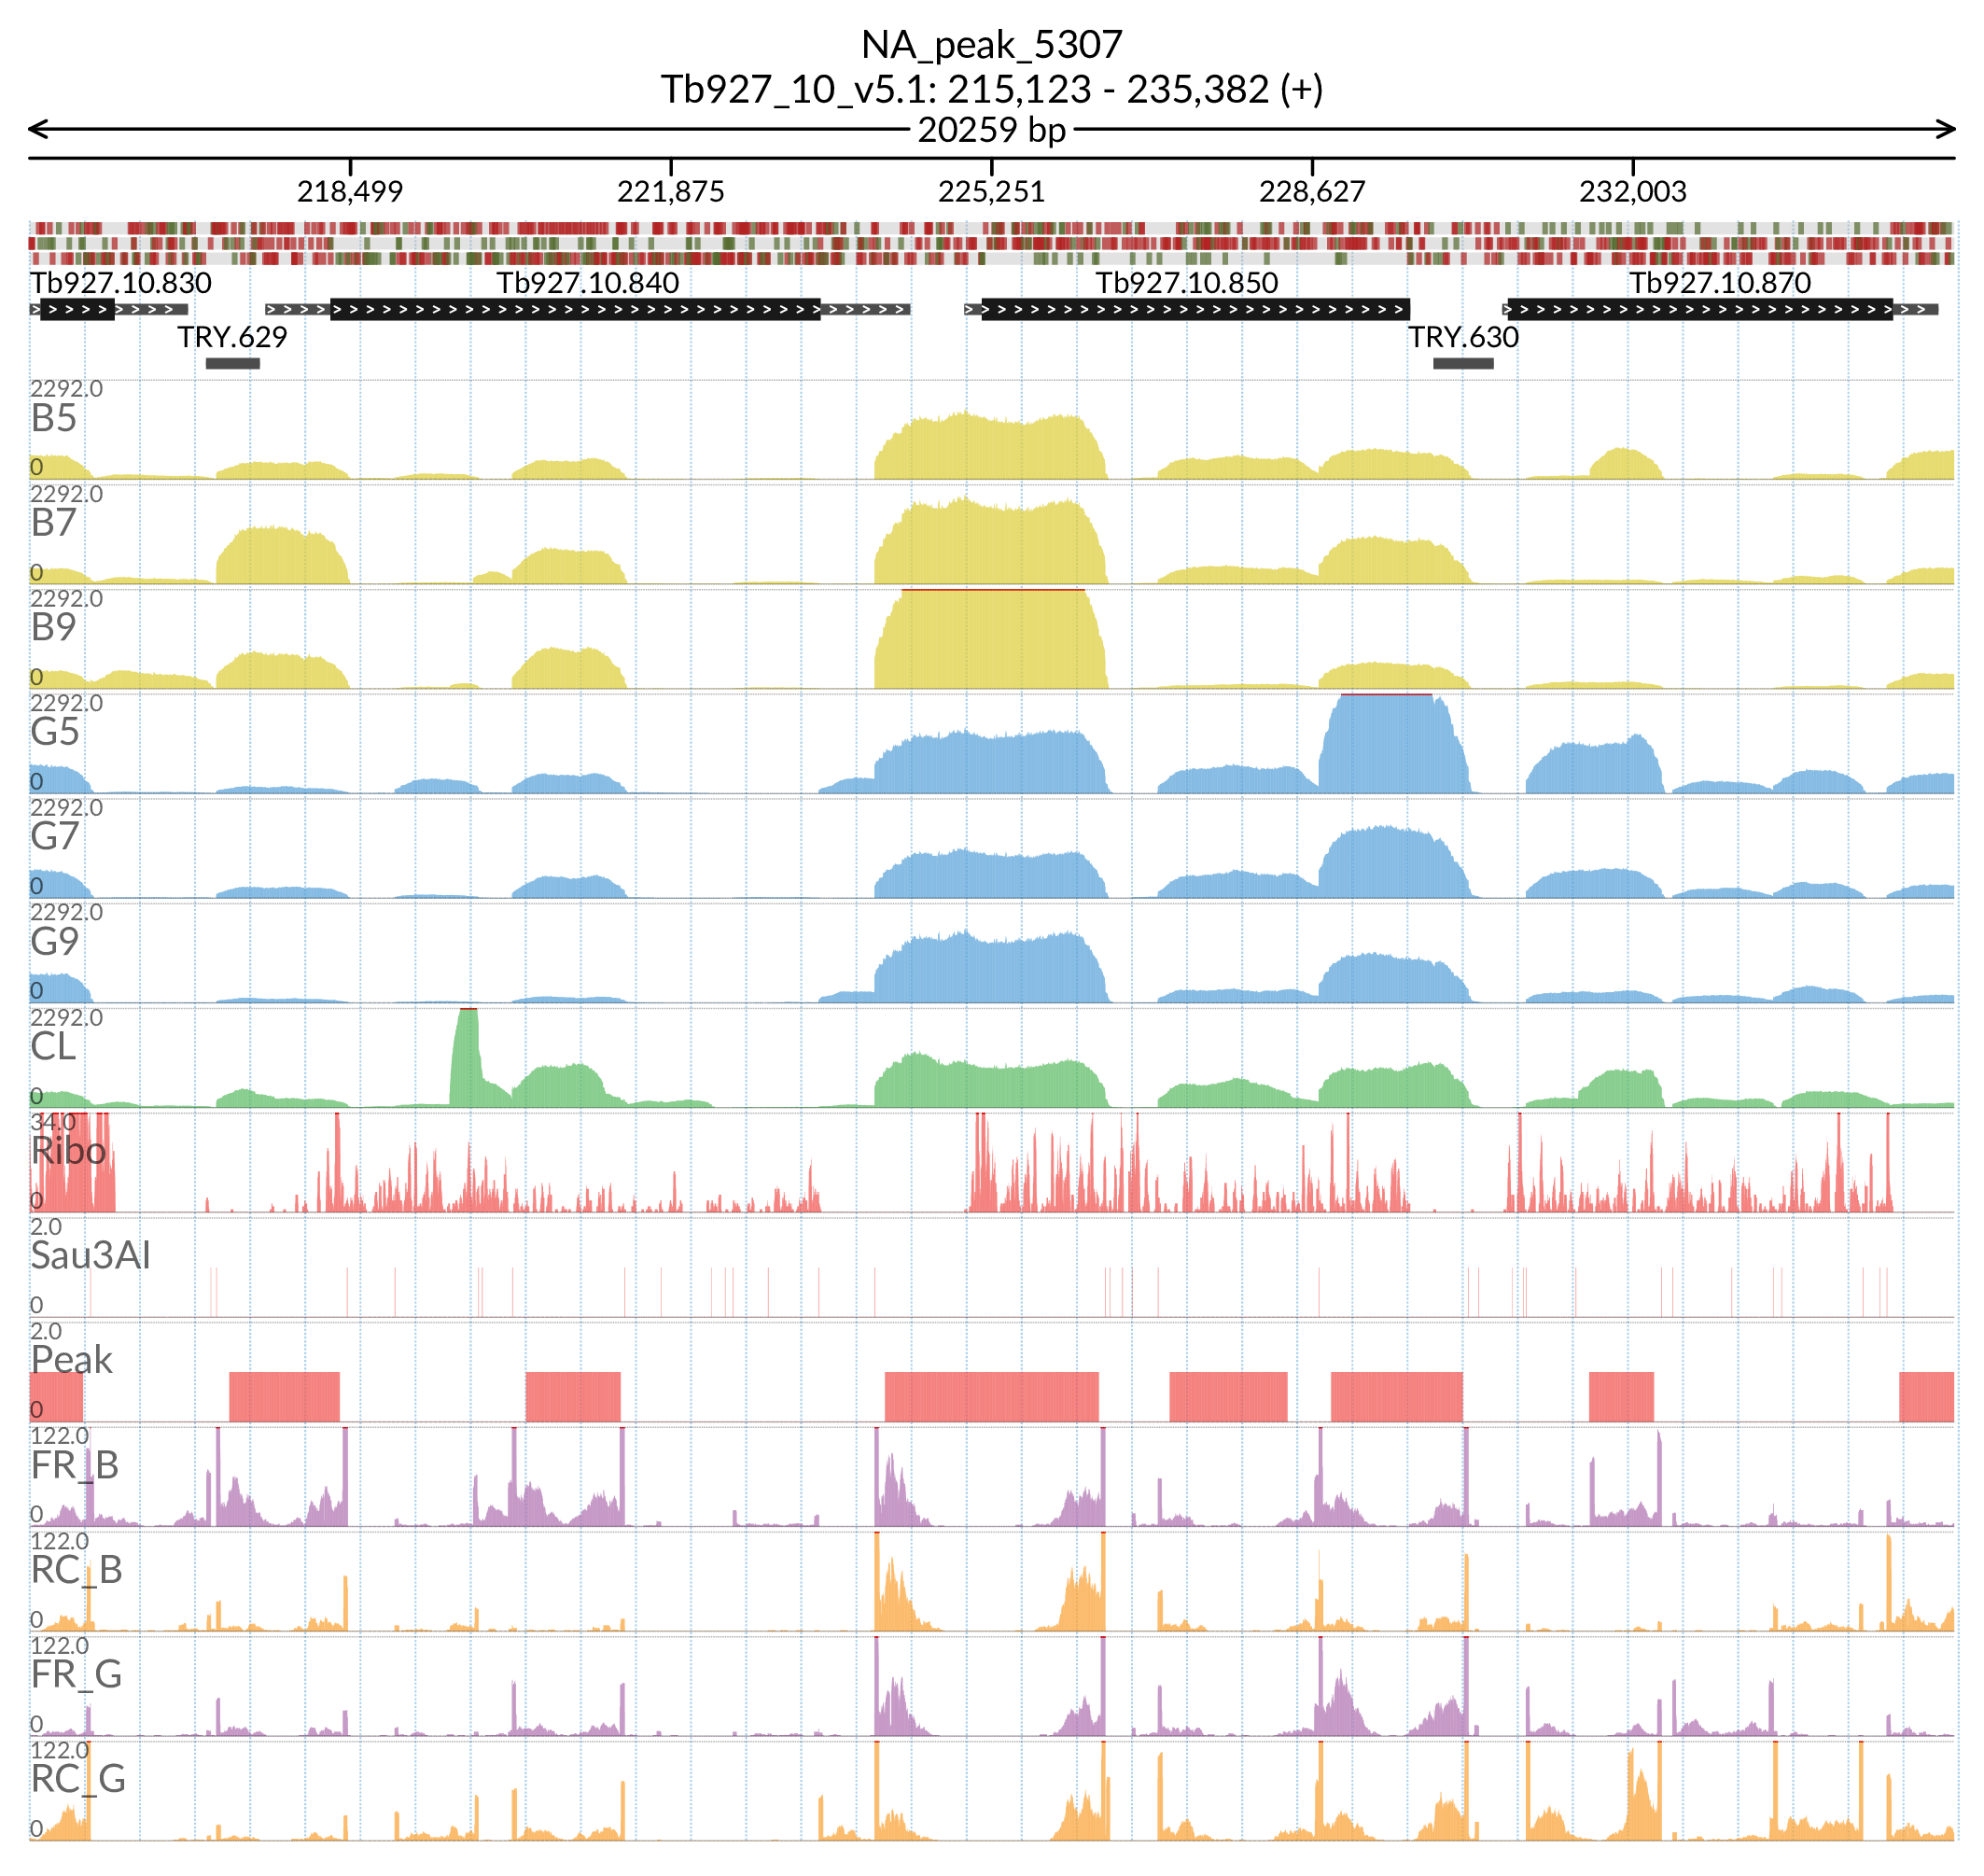 NA_peak_5307
Tb927_10_v5.1: 215,123 - 235,382 (+)
20259 bp
218,499 221,875 225,251 228,627 232,003
Tb927.10.830 Tb927.10.840 Tb927.10.850 Tb927.10.870
TRY.629 TRY.630
2292.0
B5
0
2292.0
B7
0
2292.0
B9
0
2292.0
G5
0
2292.0
G7
0
2292.0
G9
0
2292.0
CL
0
34.0
Ribo
0
2.0
Sau3AI
0
2.0
Peak
0
122.0
FR_B
0
122.0
RC_B
0
122.0
FR_G
0
122.0
RC_G
0